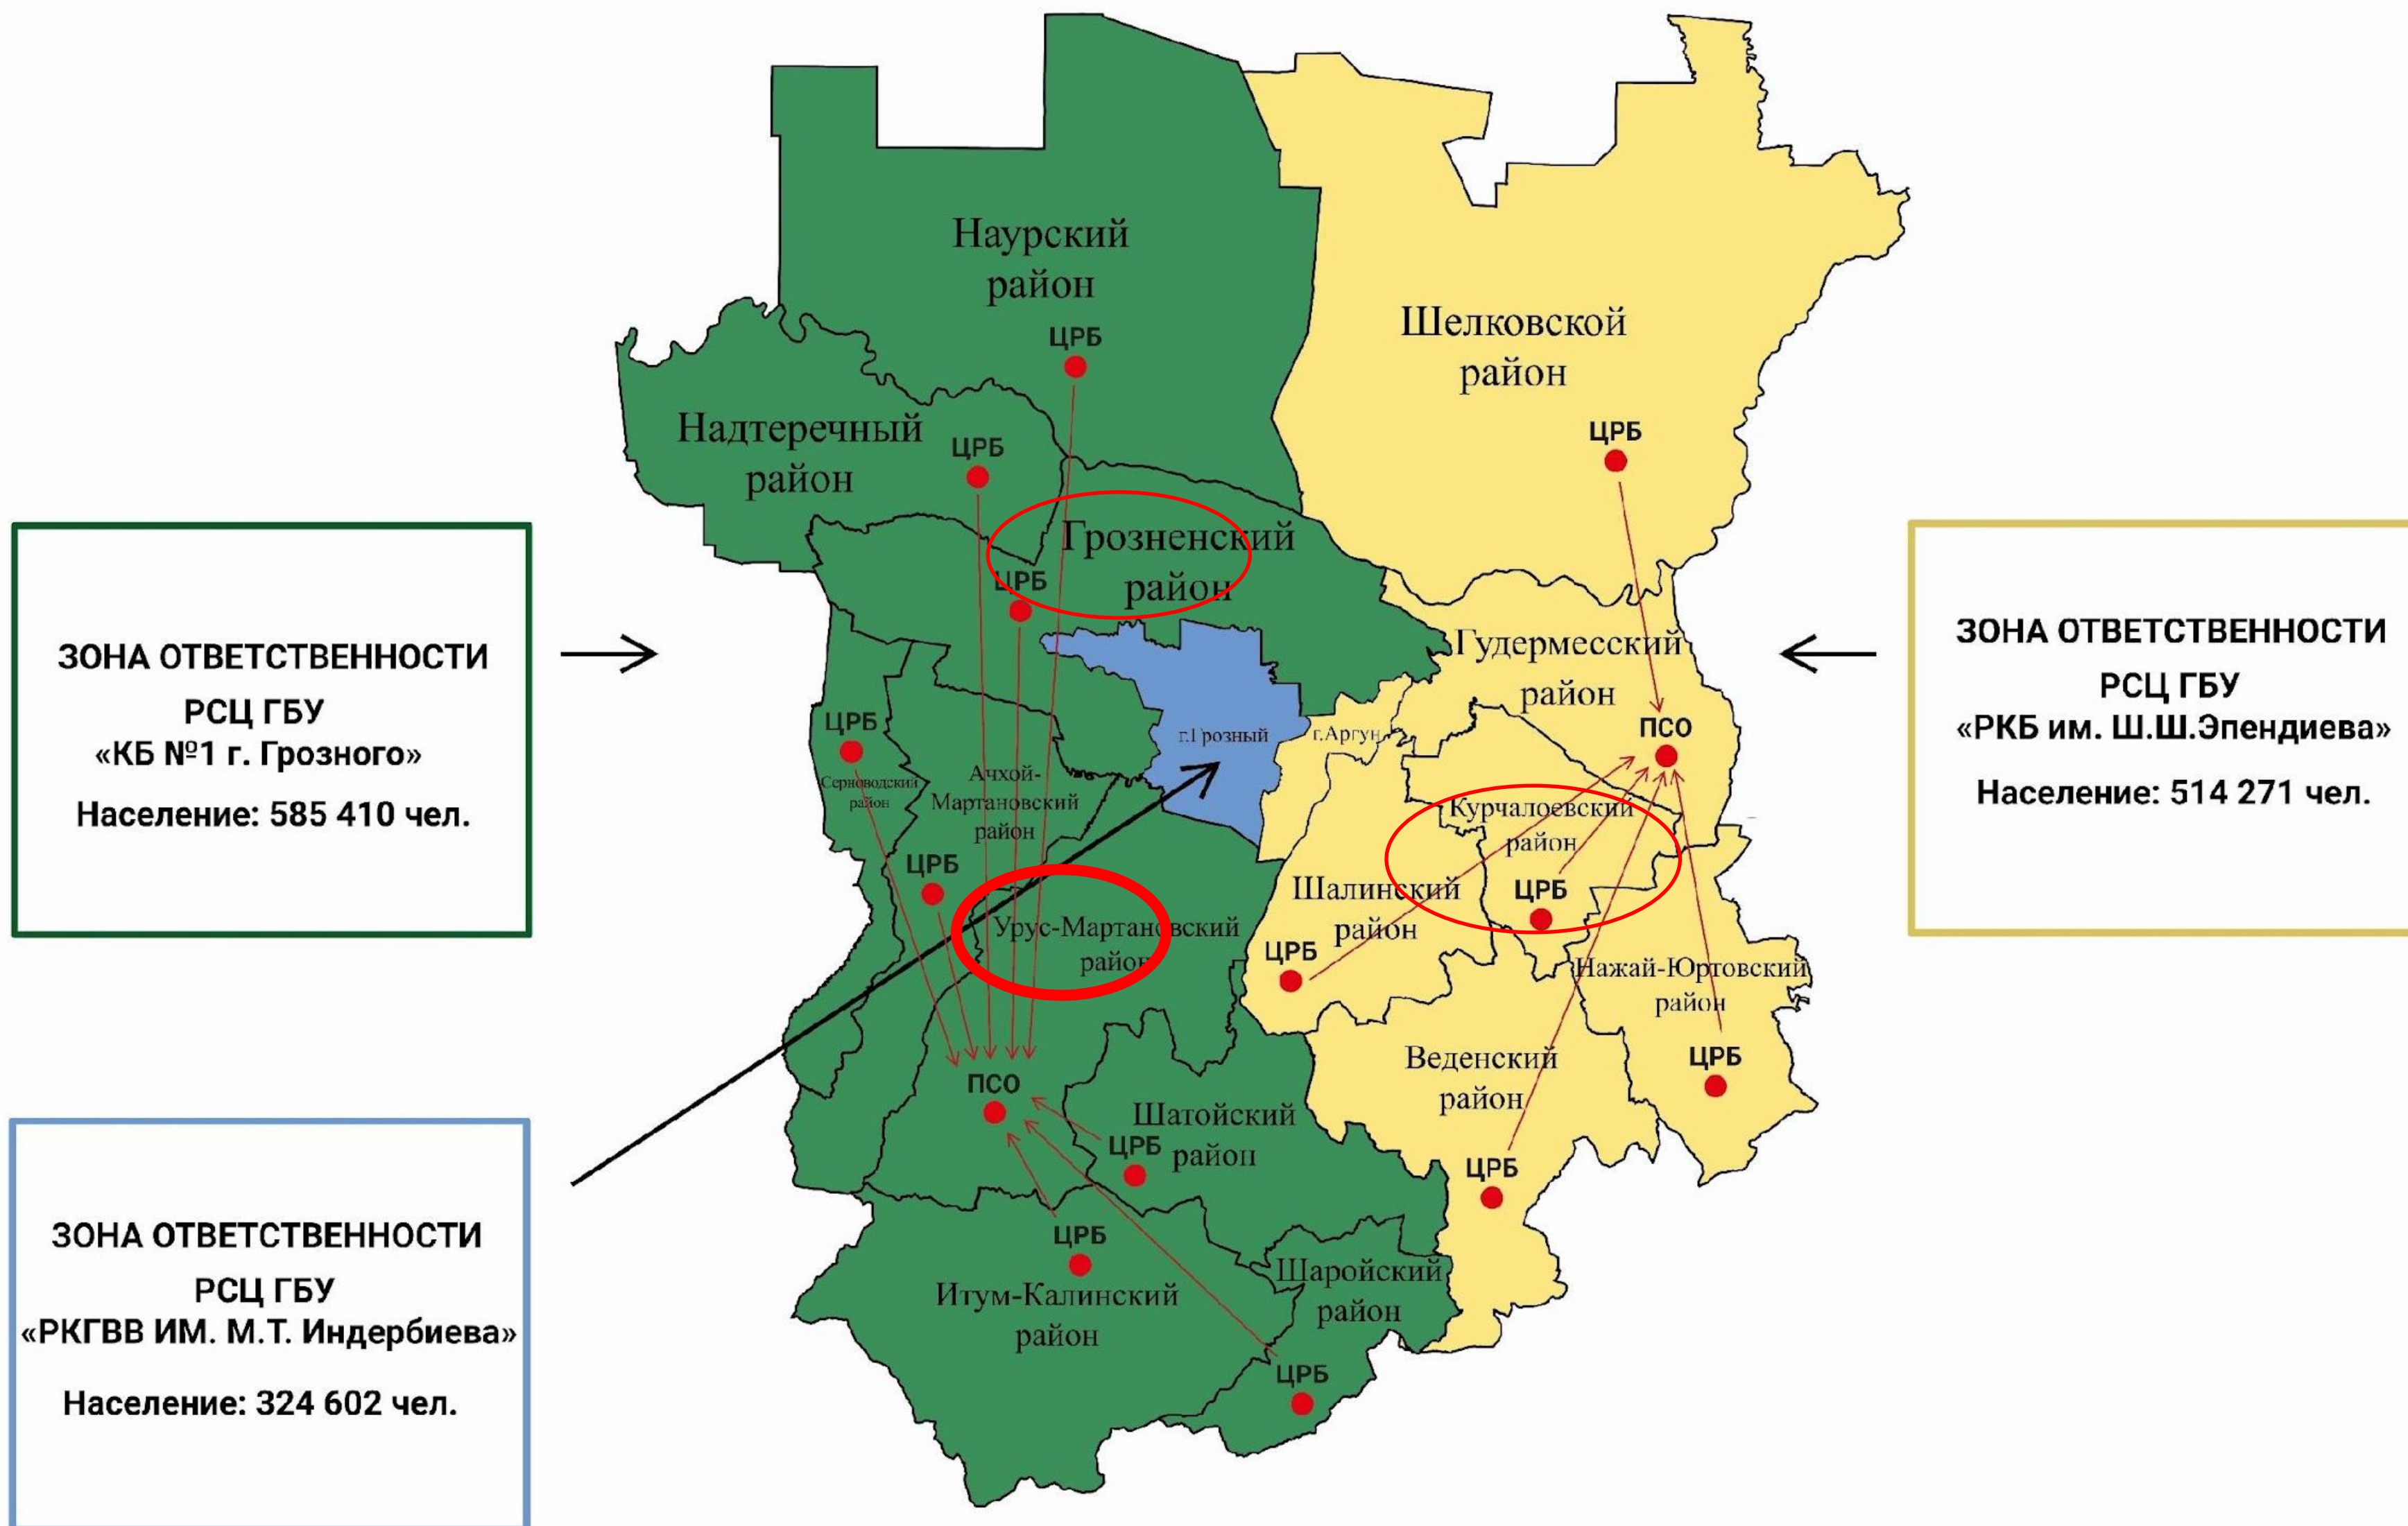 Наурский
район
ЦРБ
Шелковской
район
ЦРБ
Надтеречный
район
ЦРБ
Грозненский
район
ЦРБ
ЗОНА ОТВЕТСТВЕННОСТИ
РСЦ ГБУ
«КБ №1 г. Грозного»
Население: 585 410 чел.
ЗОНА ОТВЕТСТВЕННОСТИ
РСЦ ГБУ
«РКБ им. Ш.Ш.Эпендиева»
Население: 514 271 чел.
Гудермесский
район
ПСО
ЦРБ
Серноводский
район
Ачхой-
Мартановский
район
ЦРБ
г.Грозный
г.Аргун
Курчалоевский
район
ЦРБ
Шалинский
район
ЦРБ
Урус-Мартановский
район
ПСО
Нажай-Юртовский
район
ЦРБ
Веденский
район
ЦРБ
Шатойский
район
ЦРБ
ЦРБ
Итум-Калинский
район
Шаройский
район
ЦРБ
ЗОНА ОТВЕТСТВЕННОСТИ
РСЦ ГБУ
«РКГВВ ИМ. М.Т. Индербиева»
Население: 324 602 чел.